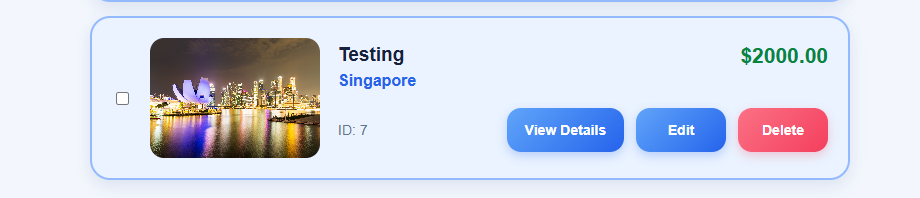 Testing
$2000.00
Singapore
ID: 7
View Details
Edit
Delete